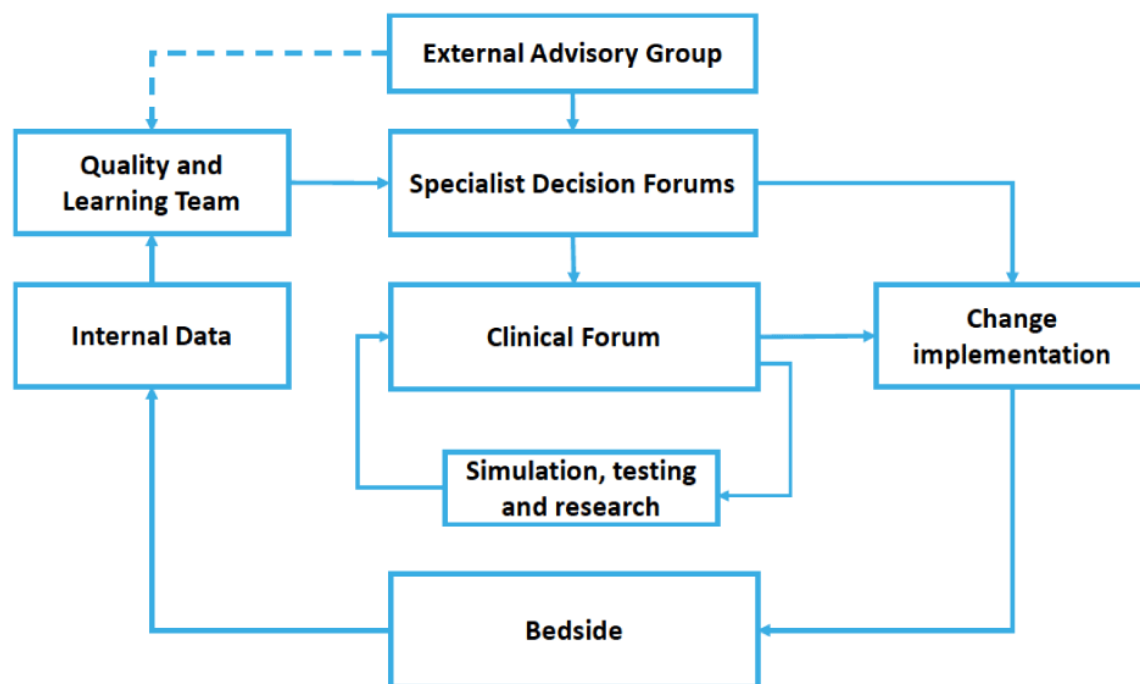 External Advisory Group
Quality and
Learning Team
Specialist Decision Forums
Internal Data
Clinical Forum
Change
implementation
Simulation, testing
and research
Bedside